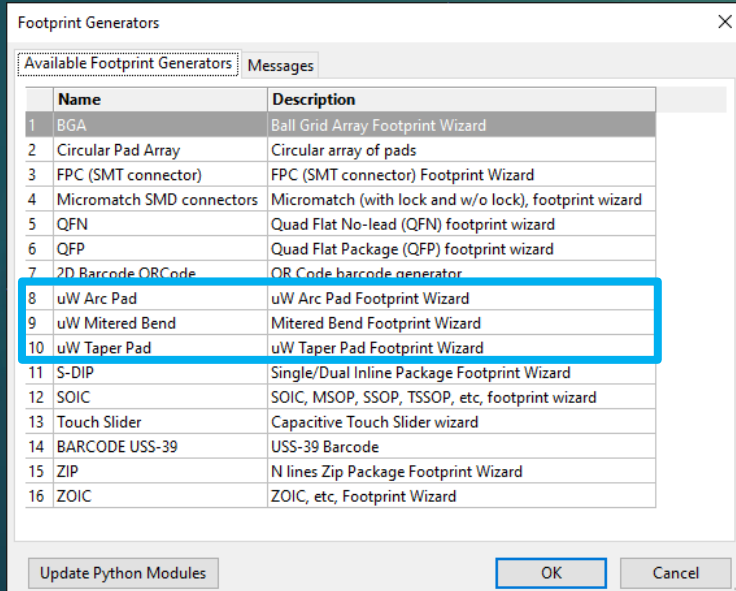 Footprint Generators
Available Footprint Generators Messages
Name Description
1 BGA Ball Grid Array Footprint Wizard
2 Circular Pad Array Circular array of pads
3 FPC (SMT connector) FPC (SMT connector) Footprint Wizard
4 Micromatch SMD connectors Micromatch (with lock and w/o lock), footprint wizard
5 QFN Quad Flat No-lead (QFN) footprint wizard
6 QFP Quad Flat Package (QFP) footprint wizard
7 2D Barcode QRCode QR Code barcode generator
8 uW Arc Pad uW Arc Pad Footprint Wizard
9 uW Mitered Bend Mitered Bend Footprint Wizard
10 uW Taper Pad uW Taper Pad Footprint Wizard
11 S-DIP Single/Dual Inline Package Footprint Wizard
12 SOIC SOIC, MSOP, SSOP, TSSOP, etc, footprint wizard
13 Touch Slider Capacitive Touch Slider wizard
14 BARCODE USS-39 USS-39 Barcode
15 ZIP N lines Zip Package Footprint Wizard
16 ZOIC ZOIC, etc, Footprint Wizard
Update Python Modules OK Cancel